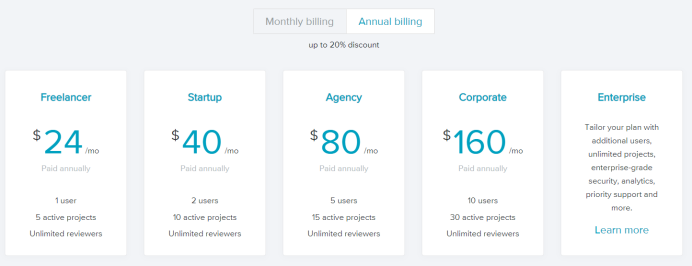 Monthly billing
Annual billing
up to 20% discount
Freelancer
$24 /mo
Paid annually
1 user
5 active projects
Unlimited reviewers
Startup
$40 /mo
Paid annually
2 users
10 active projects
Unlimited reviewers
Agency
$80 /mo
Paid annually
5 users
15 active projects
Unlimited reviewers
Corporate
$160 /mo
Paid annually
10 users
30 active projects
Unlimited reviewers
Enterprise
Tailor your plan with
additional users,
unlimited projects,
enterprise-grade
security, analytics,
priority support and
more.
Learn more